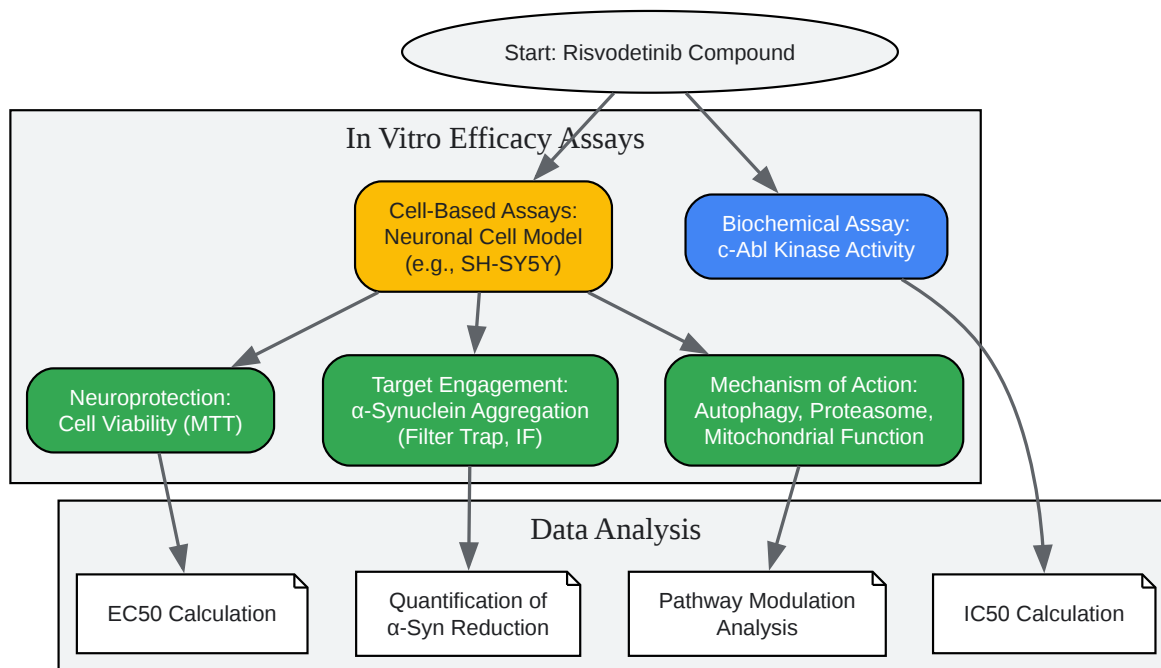 Start: Risvodetinib Compound
In Vitro Efficacy Assays
Cell-Based Assays:
Neuronal Cell Model
(e.g., SH-SY5Y)
Biochemical Assay:
c-Abl Kinase Activity
Neuroprotection:
Cell Viability (MTT)
Target Engagement:
α-Synuclein Aggregation
(Filter Trap, IF)
Mechanism of Action:
Autophagy, Proteasome,
Mitochondrial Function
Data Analysis
EC50 Calculation
Quantification of
α-Syn Reduction
Pathway Modulation
Analysis
IC50 Calculation